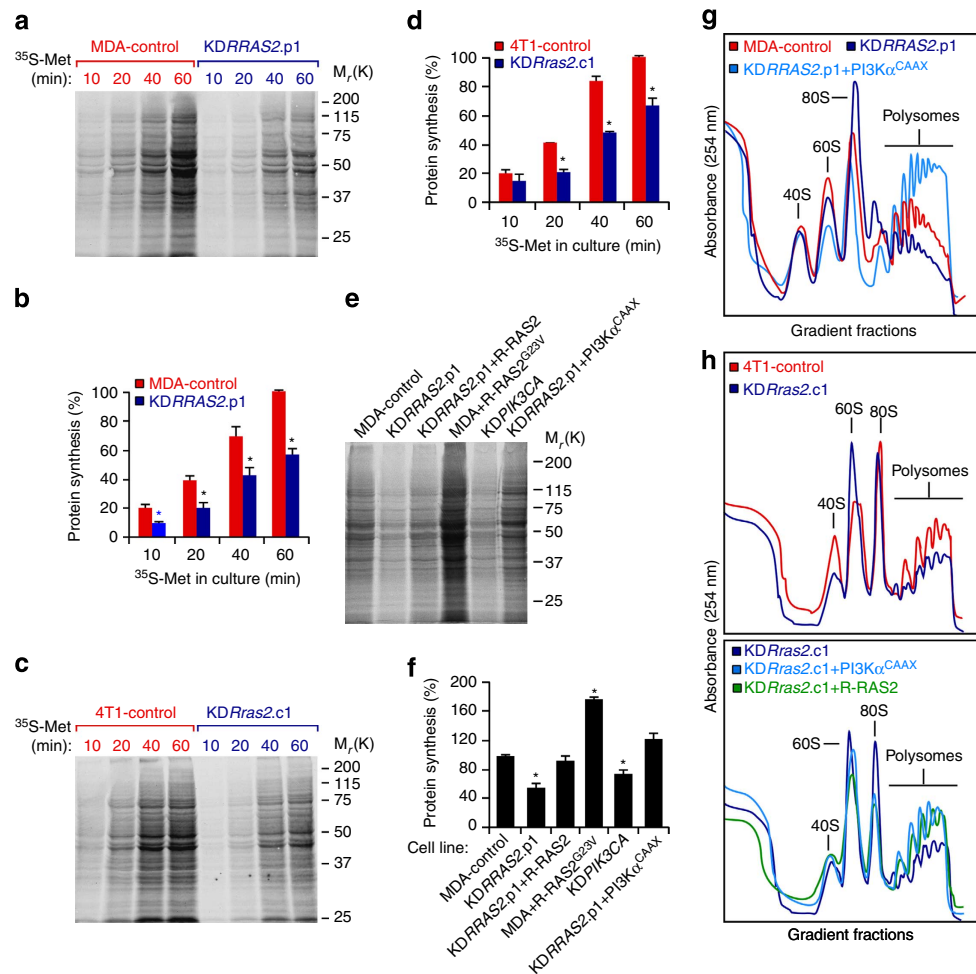 a
MDA-control KDRRAS2.p1
35S-Met
(min): 10 20 40 60 10 20 40 60 Mr(K)
200
115
75
50
37
25
b
MDA-control
KDRRAS2.p1
Protein synthesis (%)
100
80
60
40
20
0
* * * *
10 20 40 60
35S-Met in culture (min)
c
4T1-control KDRras2.c1
35S-Met
(min): 10 20 40 60 10 20 40 60 Mr(K)
200
115
75
50
37
25
d
4T1-control
KDRras2.c1
Protein synthesis (%)
100
80
60
40
20
0
* * *
10 20 40 60
35S-Met in culture (min)
e
MDA-control
KDRRAS2.p1
KDRRAS2.p1+R-RAS2
MDA+R-RAS2G23V
KDPIK3CA
KDRRAS2.p1+PI3KαCAAX
Mr(K)
200
115
75
50
37
25
f
Protein synthesis (%)
200
160
120
80
40
0
* * *
Cell line:
MDA-control
KDRRAS2.p1
KDRRAS2.p1+R-RAS2
MDA+R-RAS2G23V
KDPIK3CA
KDRRAS2.p1+PI3KαCAAX
g
MDA-control KDRRAS2.p1
KDRRAS2.p1+PI3KαCAAX
80S
Polysomes
60S
40S
Absorbance (254 nm)
Gradient fractions
h
4T1-control
KDRras2.c1
60S 80S
Polysomes
40S
Absorbance (254 nm)
KDRras2.c1
KDRras2.c1+PI3KαCAAX
KDRras2.c1+R-RAS2
80S
60S
Polysomes
40S
Gradient fractions